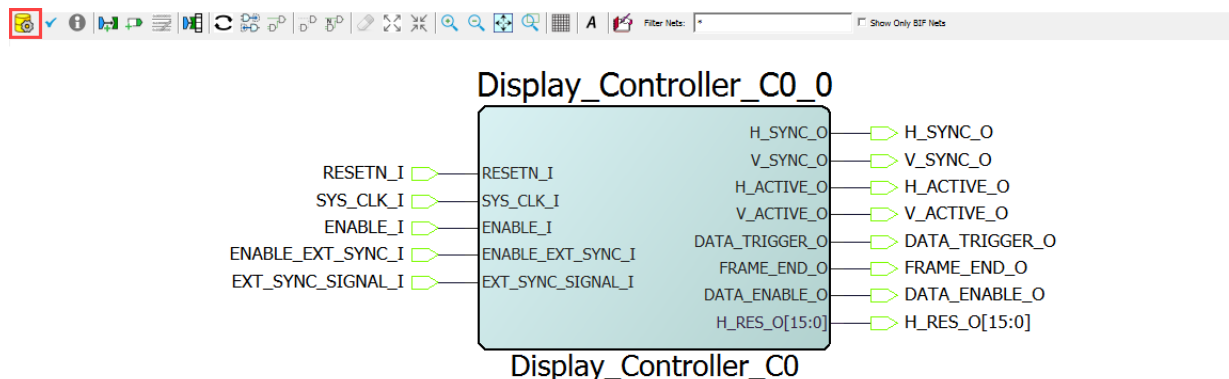 A Filter Nets: * Show Only BIF Nets
Display_Controller_C0_0
RESETN_I RESETN_I
SYS_CLK_I SYS_CLK_I
ENABLE_I ENABLE_I
ENABLE_EXT_SYNC_I ENABLE_EXT_SYNC_I
EXT_SYNC_SIGNAL_I EXT_SYNC_SIGNAL_I
H_SYNC_O H_SYNC_O
V_SYNC_O V_SYNC_O
H_ACTIVE_O H_ACTIVE_O
V_ACTIVE_O V_ACTIVE_O
DATA_TRIGGER_O DATA_TRIGGER_O
FRAME_END_O FRAME_END_O
DATA_ENABLE_O DATA_ENABLE_O
H_RES_O[15:0] H_RES_O[15:0]
Display_Controller_C0